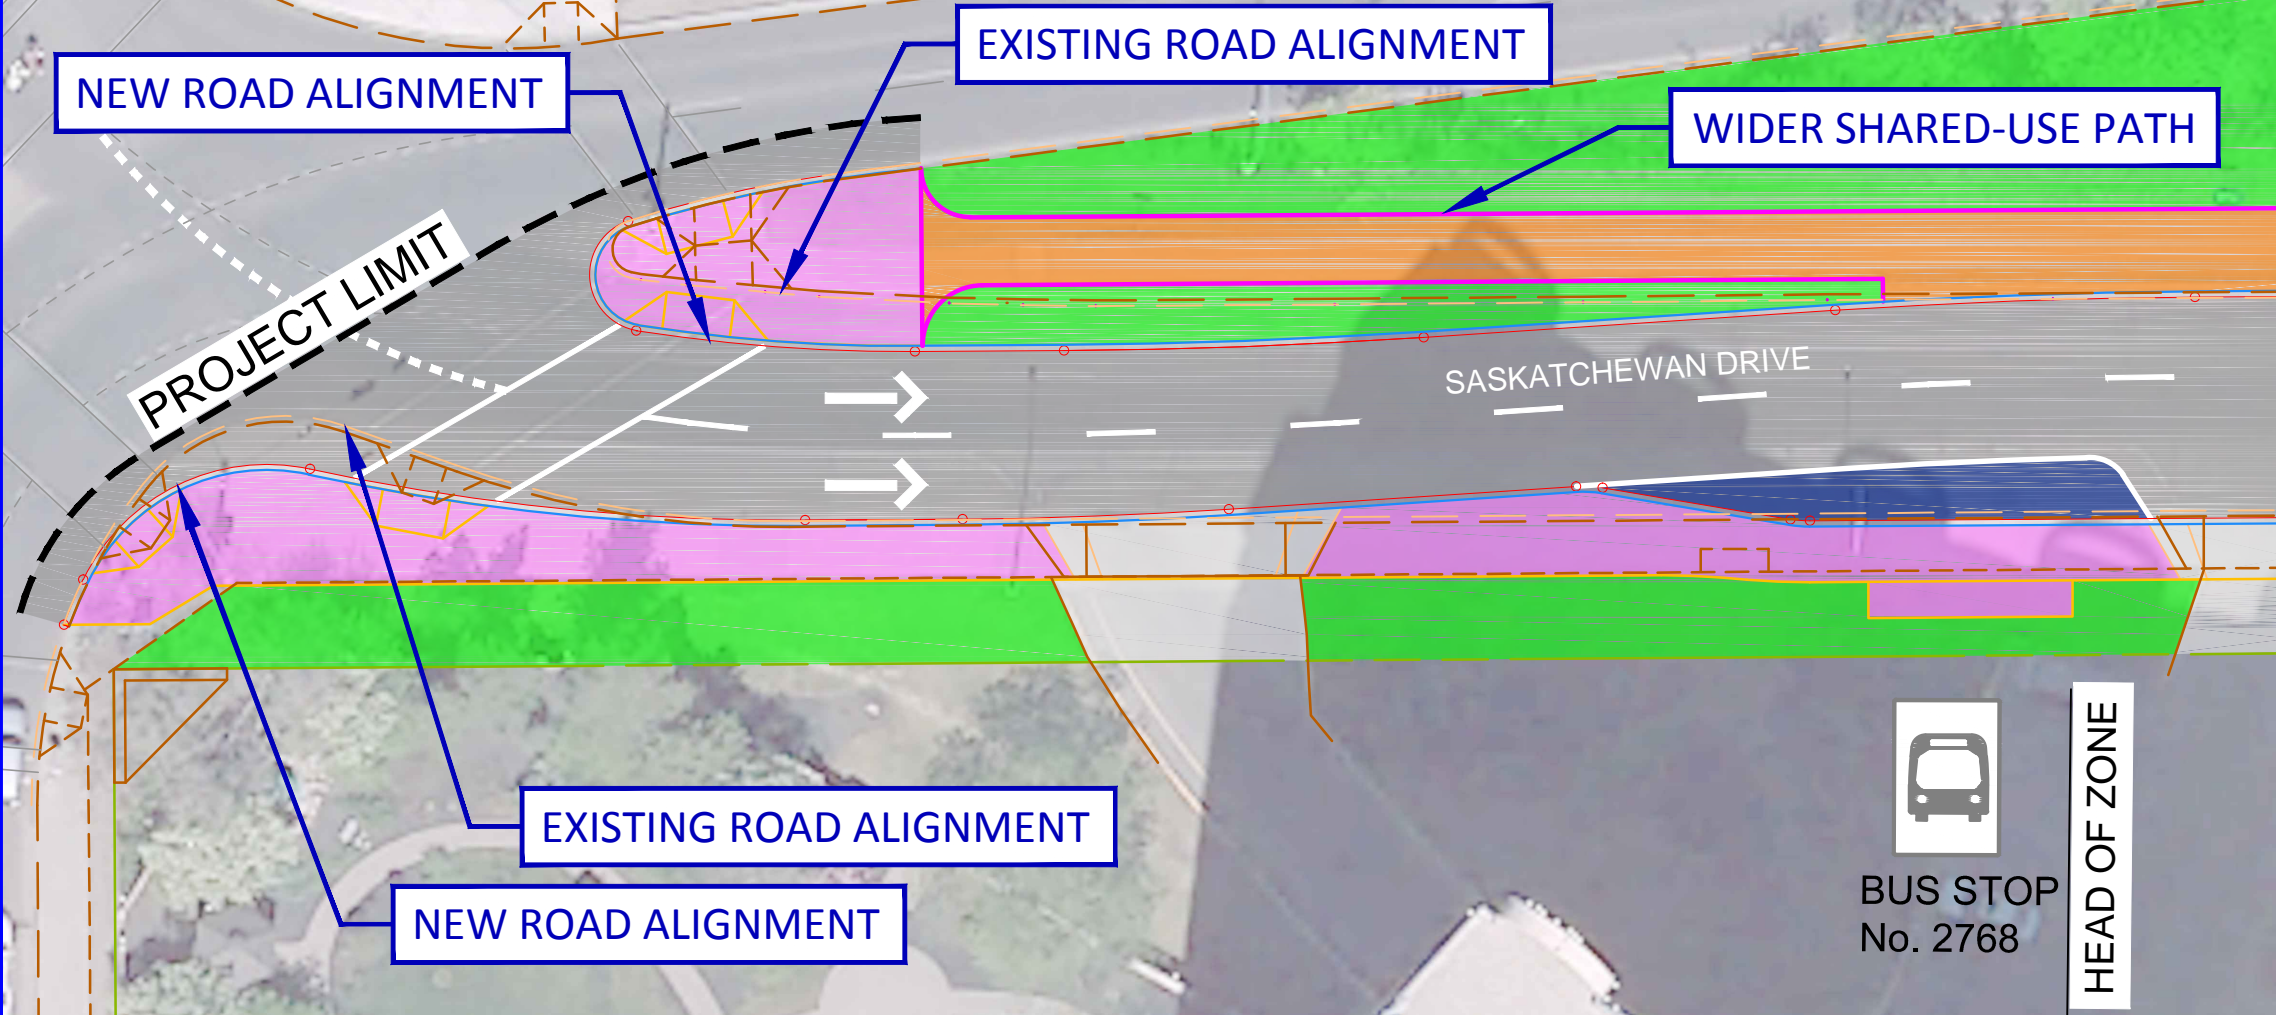 EXISTING ROAD ALIGNMENT
NEW ROAD ALIGNMENT
WIDER SHARED-USE PATH
PROJECT LIMIT
SASKATCHEWAN DRIVE
EXISTING ROAD ALIGNMENT
NEW ROAD ALIGNMENT
BUS STOP
No. 2768
HEAD OF ZONE